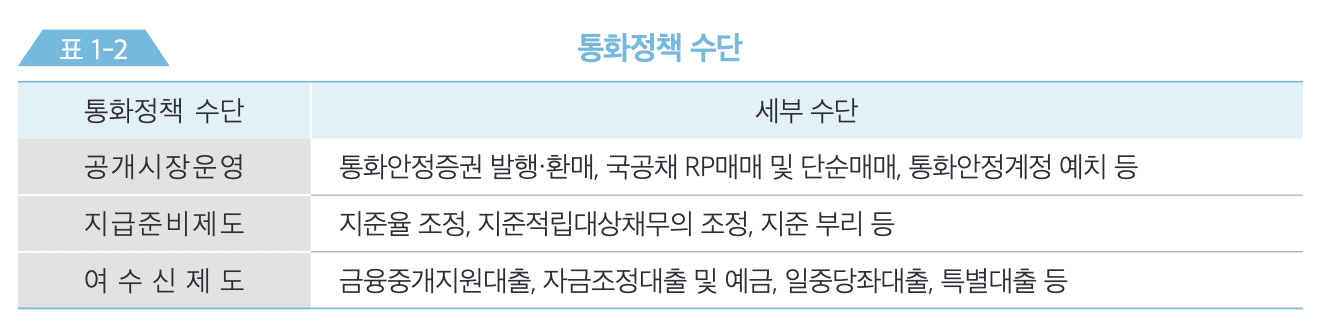 표 1-2
통화정책 수단
통화정책 수단 세부 수단
공개시장운영 통화안정증권 발행·환매, 국공채 RP매매 및 단순매매, 통화안정계정 예치 등
지급준비제도 지준율 조정, 지준적립대상채무의 조정, 지준 부리 등
여 수 신 제 도 금융중개지원대출, 자금조정대출 및 예금, 일중당좌대출, 특별대출 등